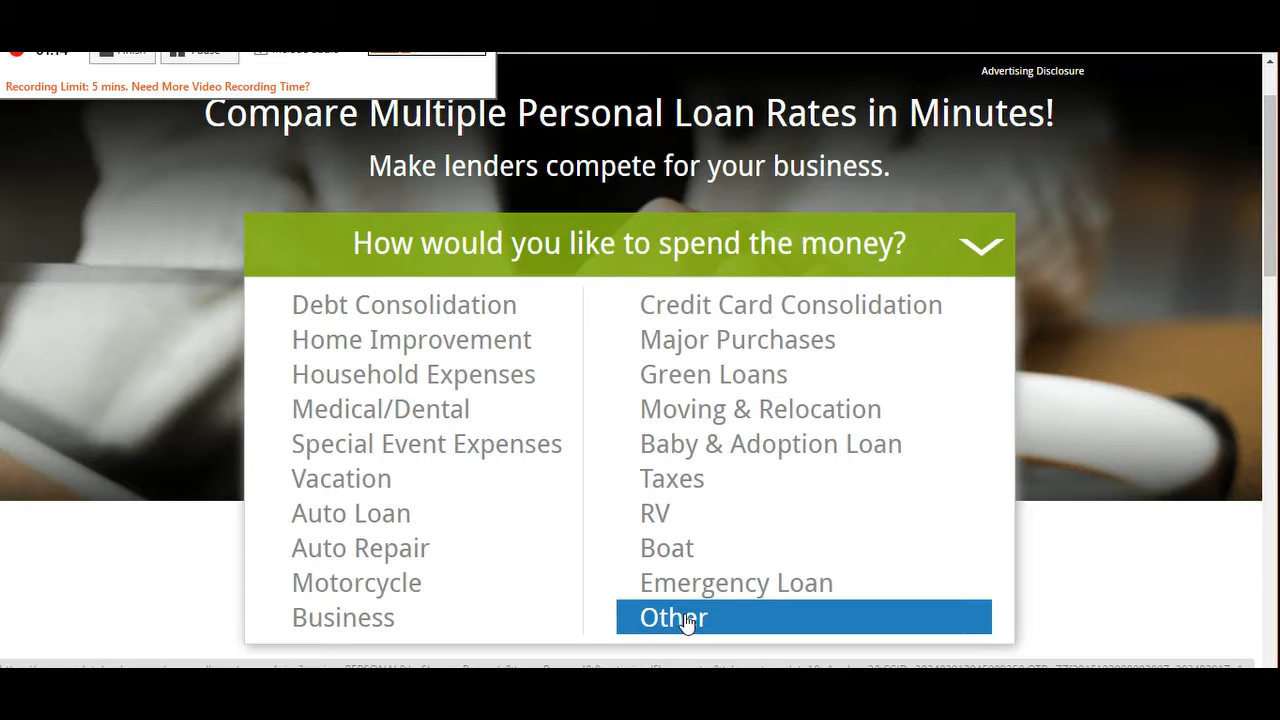 Recording Limit: 5 mins. Need More Video Recording Time?
Advertising Disclosure
Compare Multiple Personal Loan Rates in Minutes!
Make lenders compete for your business.
How would you like to spend the money?
Debt Consolidation
Home Improvement
Household Expenses
Medical/Dental
Special Event Expenses
Vacation
Auto Loan
Auto Repair
Motorcycle
Business
Credit Card Consolidation
Major Purchases
Green Loans
Moving & Relocation
Baby & Adoption Loan
Taxes
RV
Boat
Emergency Loan
Other